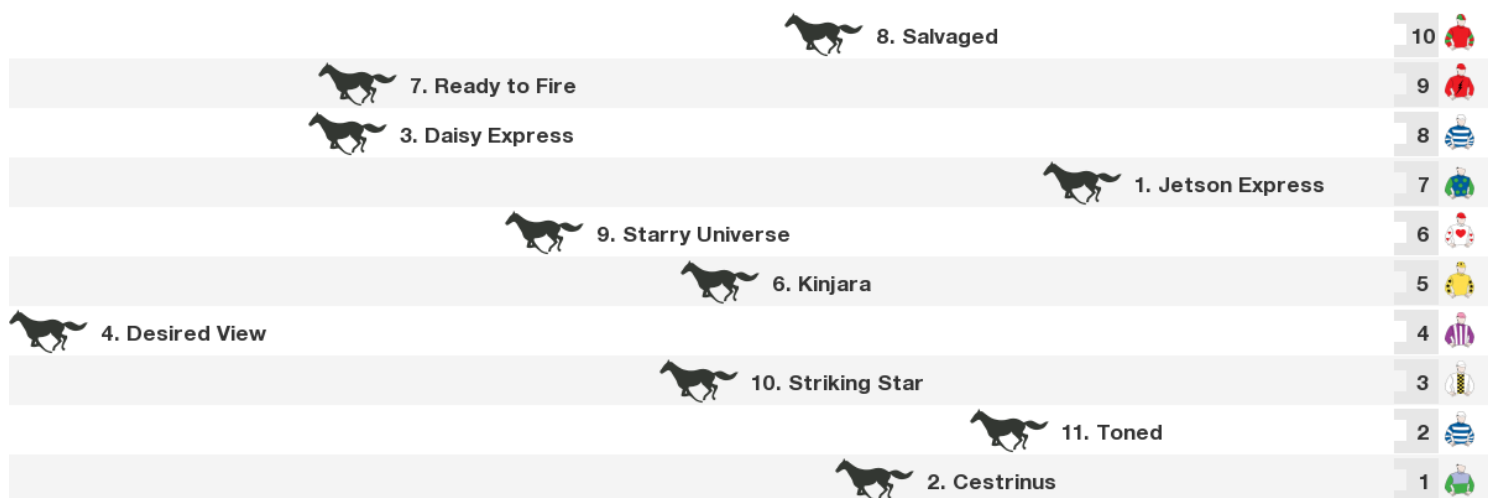 8. Salvaged 10
7. Ready to Fire 9
3. Daisy Express 8
1. Jetson Express 7
9. Starry Universe 6
6. Kinjara 5
4. Desired View 4
10. Striking Star 3
11. Toned 2
2. Cestrinus 1